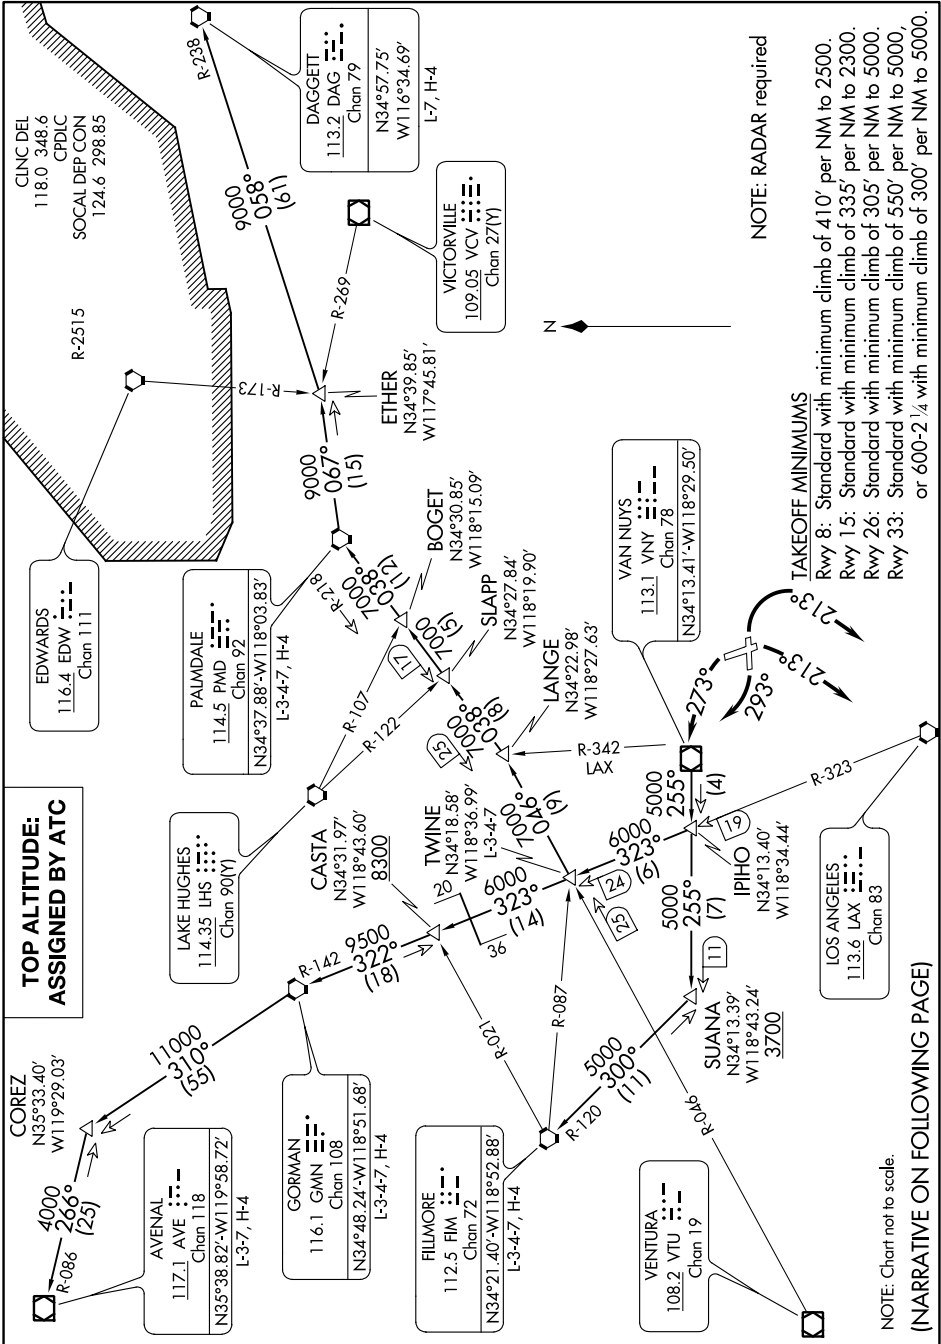 TOP ALTITUDE:
ASSIGNED BY ATC
CLNC DEL
118.0 348.6
CPDLC
SOCAL DEP CON
124.6 298.85
R-2515
COREZ
N35°33.40'
W119°29.03'
4000
266°
(25)
R-086
AVENAL
117.1 AVE
Chan 118
N35°38.82'-W119°58.72'
L-3-7, H-4
11000
310°
(55)
GORMAN
116.1 GMN
Chan 108
N34°48.24'-W118°51.68'
L-3-4-7, H-4
R-142
9500
322°
(18)
LAKE HUGHES
114.35 LHS
Chan 90(Y)
R-107
R-122
EDWARDS
116.4 EDW
Chan 111
R-173
PALMDALE
114.5 PMD
Chan 92
N34°37.88'-W118°03.83'
L-3-4-7, H-4
R-218
9000
067°
(15)
9000
058°
(61)
R-238
DAGGETT
113.2 DAG
Chan 79
N34°57.75'
W116°34.69'
L-7, H-4
VICTORVILLE
109.05 VCV
Chan 27(Y)
R-269
ETHER
N34°39.85'
W117°45.81'
N
7000
038°
(12)
BOGET
N34°30.85'
W118°15.09'
7000
(5)
17
SLAPP
N34°27.84'
W118°19.90'
7000
038°
(8)
25
LANGE
N34°22.98'
W118°27.63'
R-342
LAX
7000
046°
(9)
CASTA
N34°31.97'
W118°43.60'
8300
20
36
6000
323°
(14)
TWINE
N34°18.58'
W118°36.99'
L-3-4-7
24
25
6000
323°
(6)
FILLMORE
112.5 FIM
Chan 72
N34°21.40'-W118°52.88'
L-3-4-7, H-4
R-021
R-087
R-120
5000
300°
(11)
R-046
VENTURA
108.2 VTU
Chan 19
SUANA
N34°13.39'
W118°43.24'
3700
11
5000
255°
(7)
IPIHO
N34°13.40'
W118°34.44'
19
5000
255°
(4)
R-323
LOS ANGELES
113.6 LAX
Chan 83
VAN NUYS
113.1 VNY
Chan 78
N34°13.41'-W118°29.50'
273°
293°
213°
213°
NOTE: RADAR required
TAKEOFF MINIMUMS
Rwy 8: Standard with minimum climb of 410' per NM to 2500.
Rwy 15: Standard with minimum climb of 335' per NM to 2300.
Rwy 26: Standard with minimum climb of 305' per NM to 5000.
Rwy 33: Standard with minimum climb of 550' per NM to 5000,
or 600-2 ¼ with minimum climb of 300' per NM to 5000.
NOTE: Chart not to scale.
(NARRATIVE ON FOLLOWING PAGE)